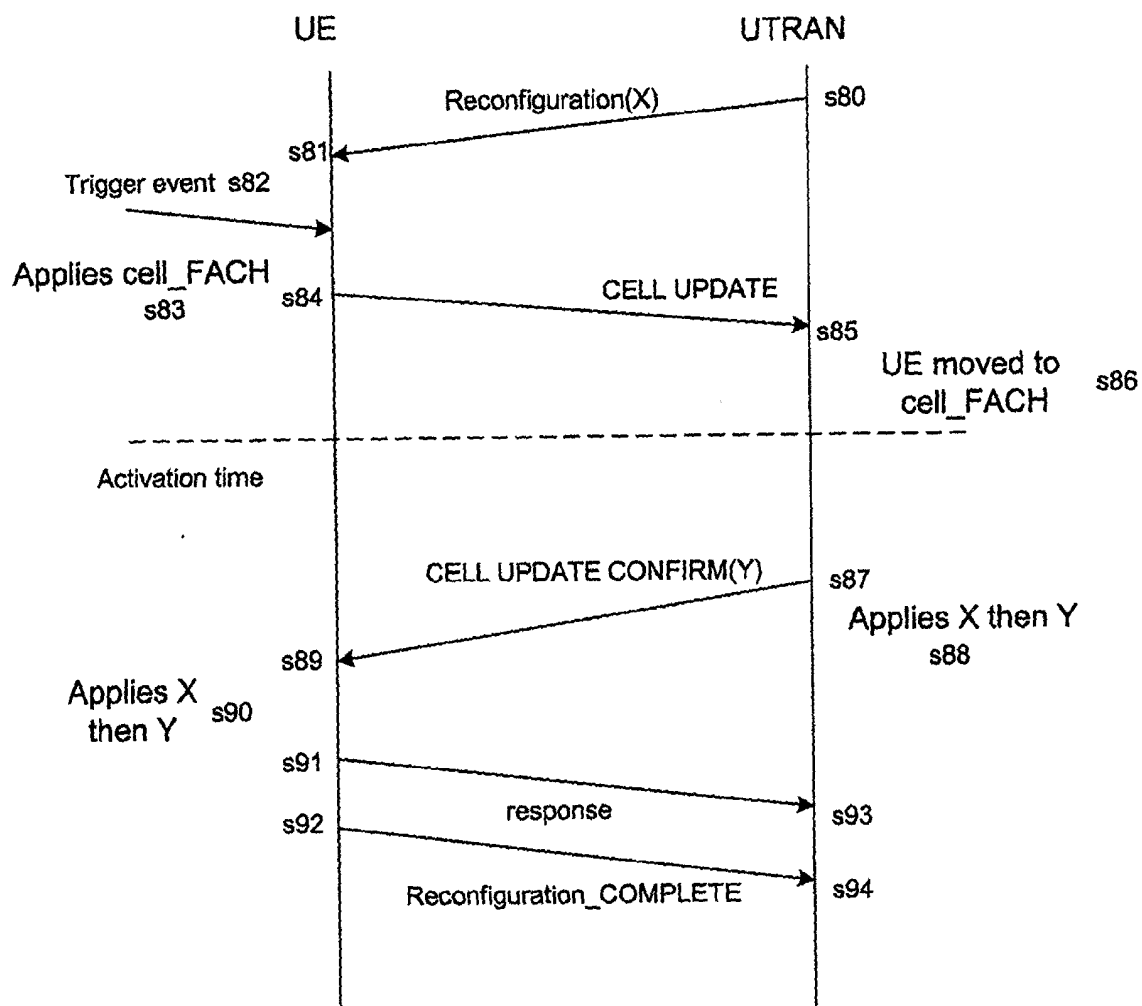 UE
UTRAN
Reconfiguration(X)
s80
s81
Trigger event s82
Applies cell_FACH
s83
s84
CELL UPDATE
s85
UE moved to
cell_FACH
s86
Activation time
CELL UPDATE CONFIRM(Y)
s87
Applies X then Y
s88
s89
Applies X
then Y
s90
s91
response
s93
s92
Reconfiguration_COMPLETE
s94